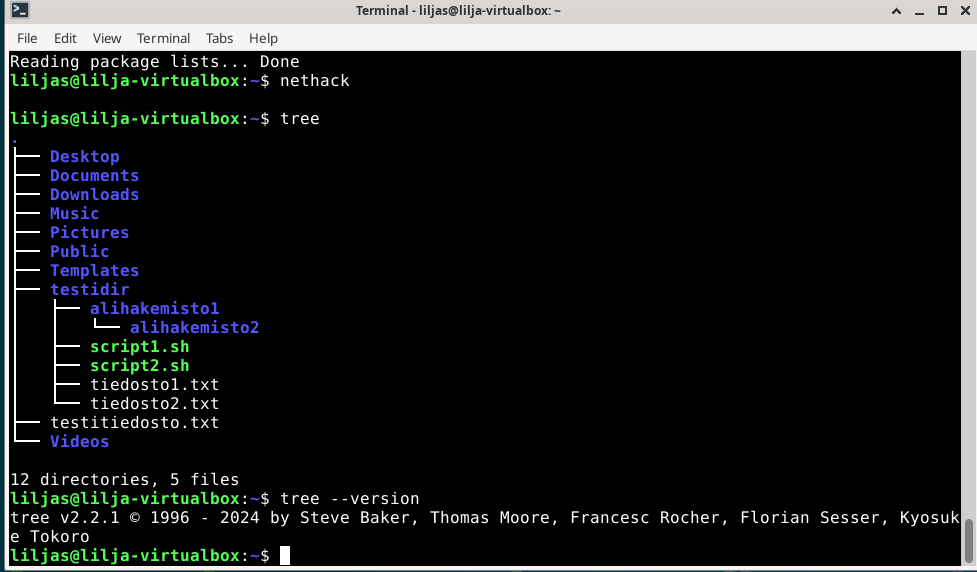 Terminal - liljas@lilja-virtualbox: ~
File Edit View Terminal Tabs Help
Reading package lists... Done
liljas@lilja-virtualbox:~$ nethack
liljas@lilja-virtualbox:~$ tree
.
├── Desktop
├── Documents
├── Downloads
├── Music
├── Pictures
├── Public
├── Templates
├── testidir
│   ├── alihakemisto1
│   │   └── alihakemisto2
│   ├── script1.sh
│   ├── script2.sh
│   ├── tiedosto1.txt
│   └── tiedosto2.txt
├── testitiedosto.txt
└── Videos
12 directories, 5 files
liljas@lilja-virtualbox:~$ tree --version
tree v2.2.1 © 1996 - 2024 by Steve Baker, Thomas Moore, Francesc Rocher, Florian Sesser, Kyosuk
e Tokoro
liljas@lilja-virtualbox:~$